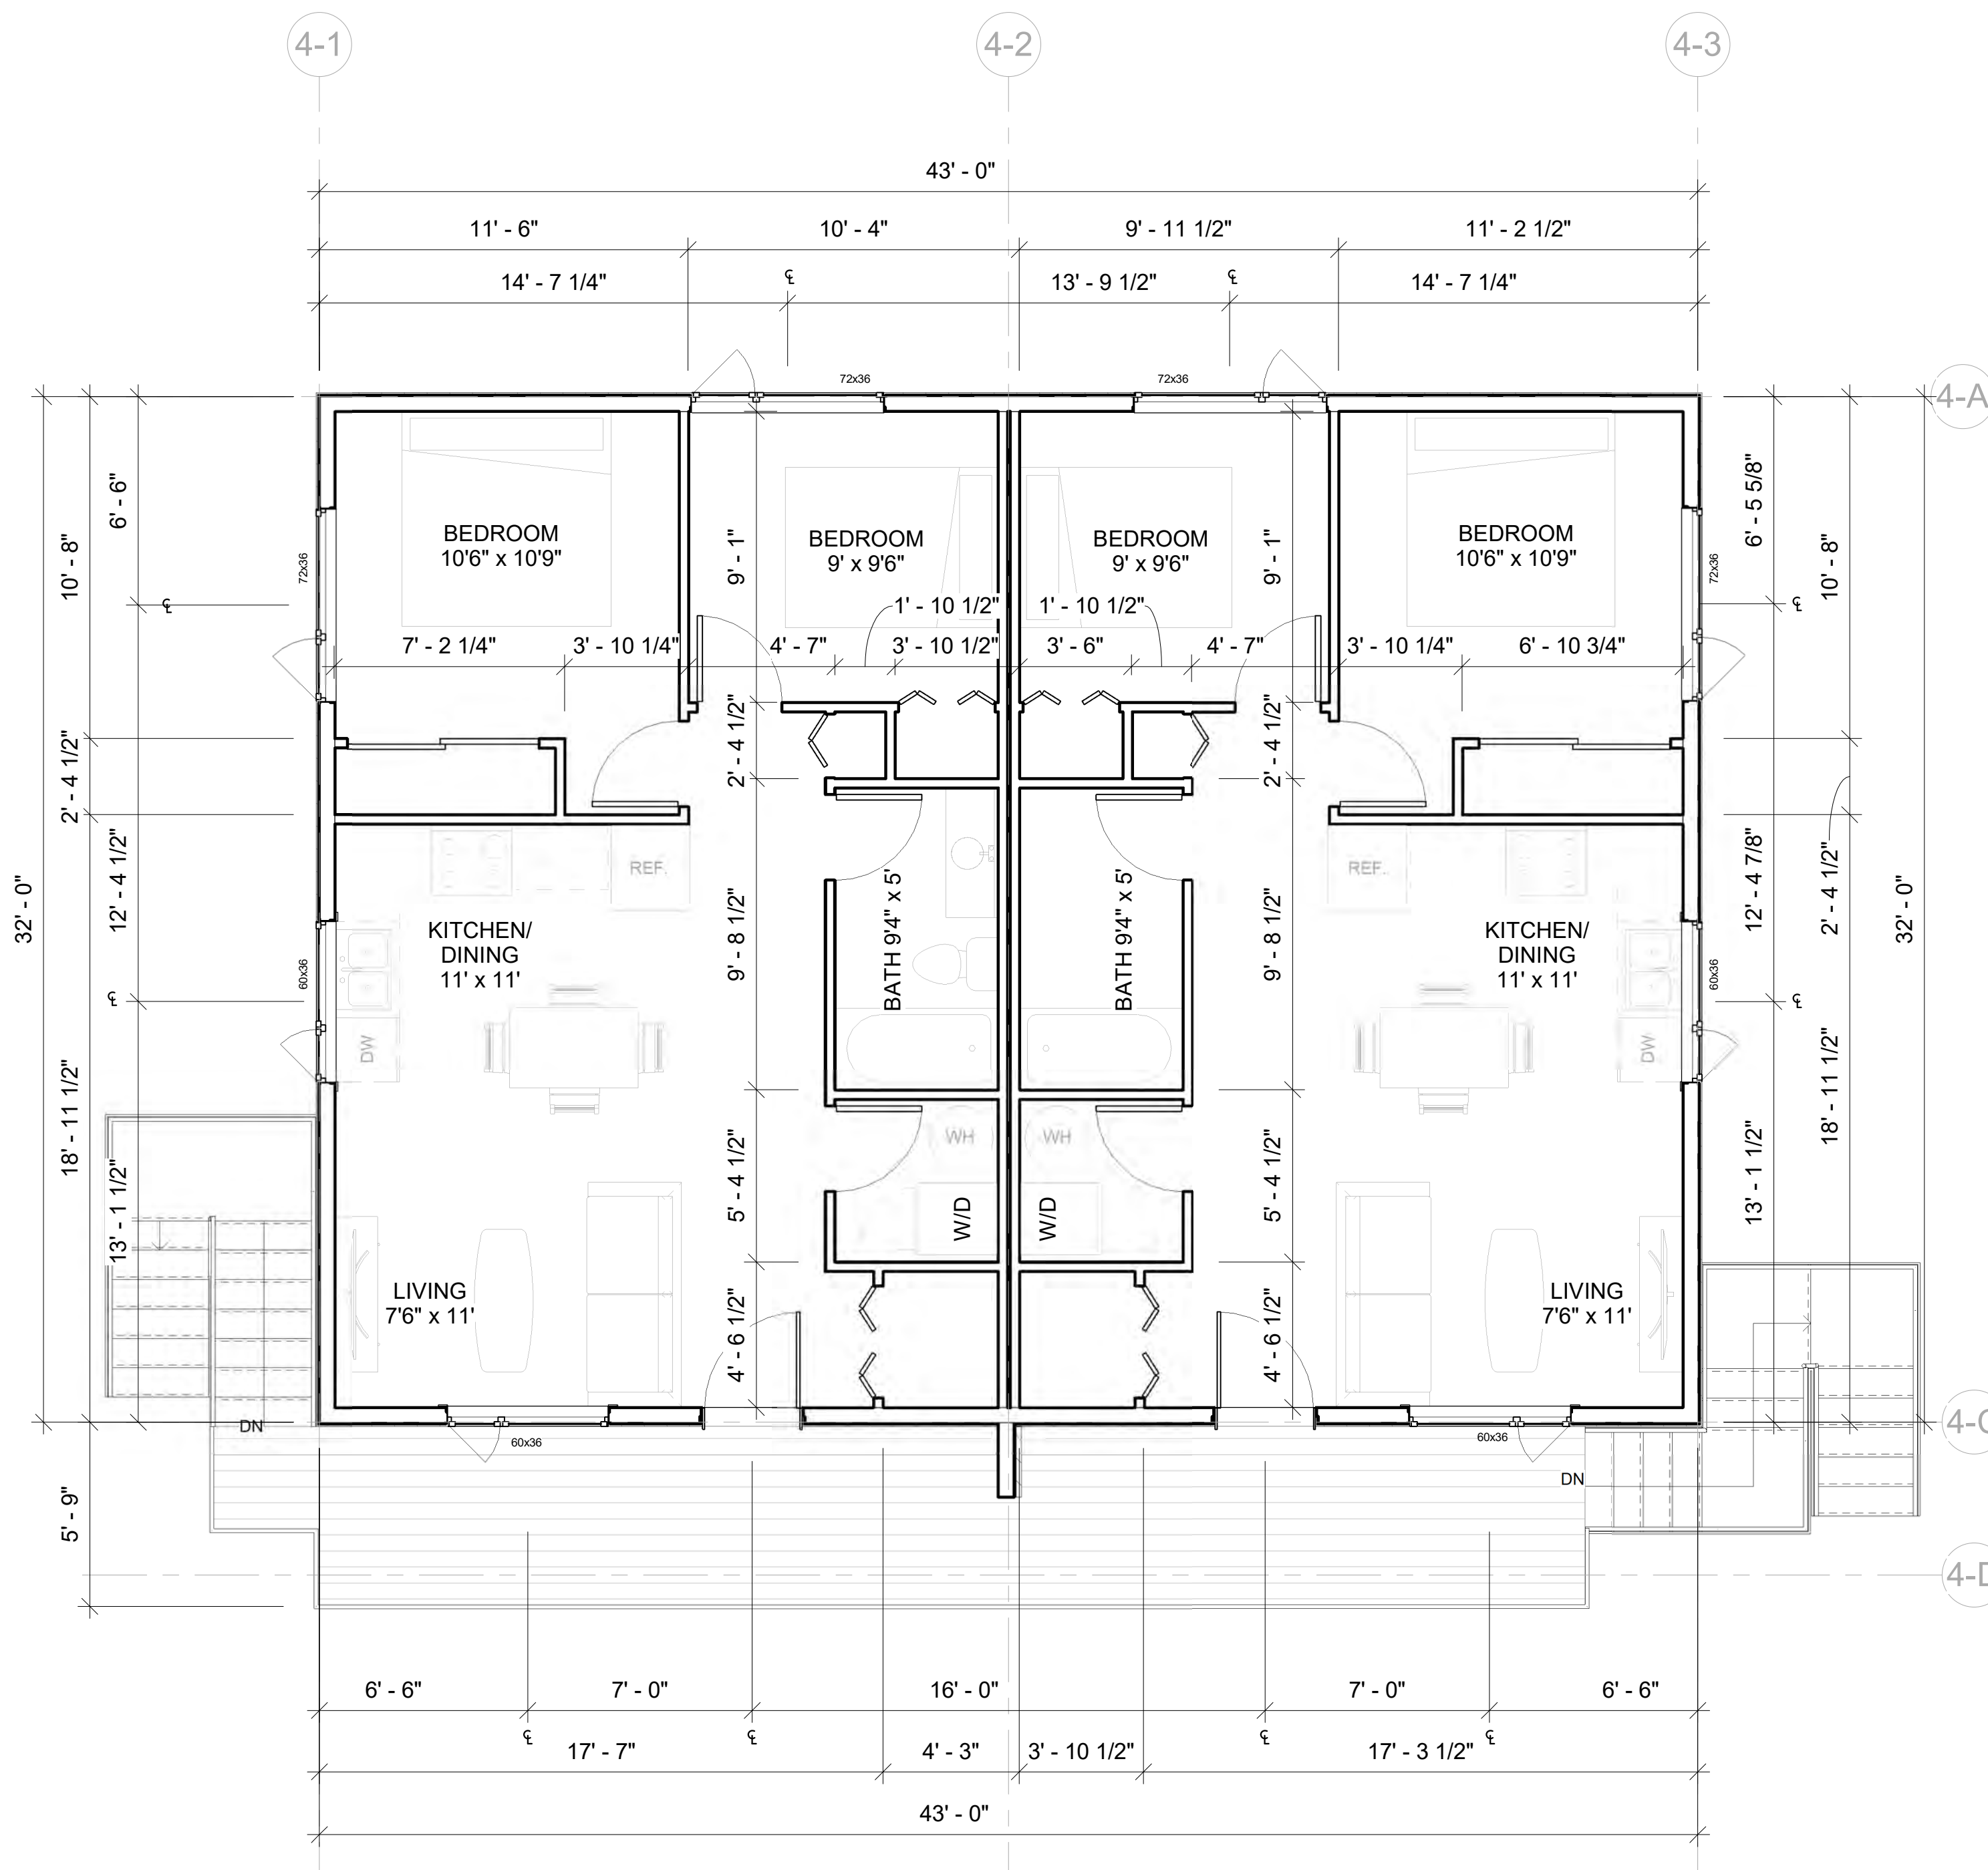 4-1
4-2
4-3
43' - 0"
11' - 6"
10' - 4"
9' - 11 1/2"
11' - 2 1/2"
14' - 7 1/4"
℄
13' - 9 1/2"
℄
14' - 7 1/4"
72x36
72x36
4-A
6' - 6"
6' - 5 5/8"
10' - 8"
10' - 8"
72x36
72x36
BEDROOM
10'6" x 10'9"
9' - 1"
BEDROOM
9' x 9'6"
BEDROOM
9' x 9'6"
9' - 1"
BEDROOM
10'6" x 10'9"
℄
℄
1' - 10 1/2"
1' - 10 1/2"
7' - 2 1/4"
3' - 10 1/4"
4' - 7"
3' - 10 1/2"
3' - 6"
4' - 7"
3' - 10 1/4"
6' - 10 3/4"
2' - 4 1/2"
2' - 4 1/2"
2' - 4 1/2"
32' - 0"
12' - 4 1/2"
12' - 4 7/8"
2' - 4 1/2"
32' - 0"
REF.
REF.
KITCHEN/
DINING
11' x 11'
9' - 8 1/2"
BATH 9'4" x 5'
BATH 9'4" x 5'
9' - 8 1/2"
KITCHEN/
DINING
11' x 11'
60x36
60x36
℄
℄
DW
DW
18' - 11 1/2"
13' - 1 1/2"
13' - 1 1/2"
18' - 11 1/2"
5' - 4 1/2"
WH
WH
5' - 4 1/2"
W/D
W/D
LIVING
7'6" x 11'
4' - 6 1/2"
4' - 6 1/2"
LIVING
7'6" x 11'
DN
60x36
60x36
DN
5' - 9"
6' - 6"
7' - 0"
16' - 0"
7' - 0"
6' - 6"
℄
℄
℄
℄
17' - 7"
4' - 3"
3' - 10 1/2"
17' - 3 1/2"
43' - 0"